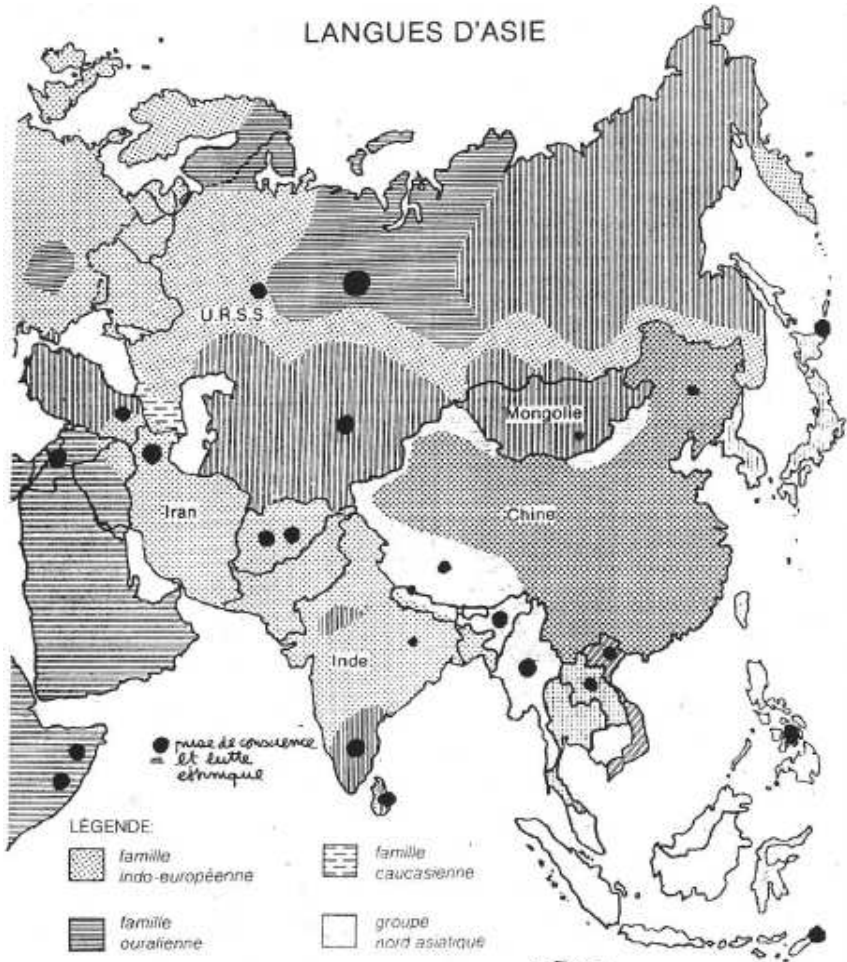 LANGUES D'ASIE
U.R.S.S.
Mongolie
Iran
Chine
Inde
prise de conscience
et lutte
ethnique
LÉGENDE:
famille
indo-européenne
famille
caucasienne
famille
ouralienne
groupe
nord asiatique